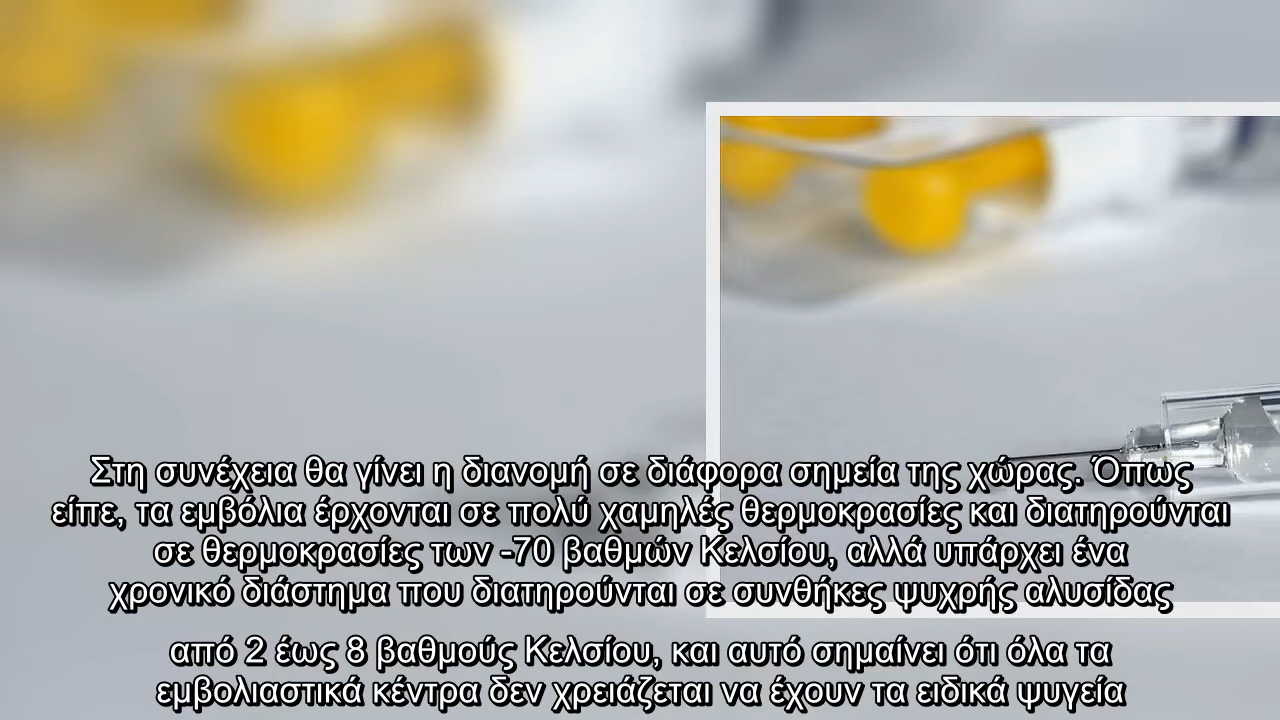 Στη συνέχεια θα γίνει η διανομή σε διάφορα σημεία της χώρας. Όπως
είπε, τα εμβόλια έρχονται σε πολύ χαμηλές θερμοκρασίες και διατηρούνται
σε θερμοκρασίες των -70 βαθμών Κελσίου, αλλά υπάρχει ένα
χρονικό διάστημα που διατηρούνται σε συνθήκες ψυχρής αλυσίδας
από 2 έως 8 βαθμούς Κελσίου, και αυτό σημαίνει ότι όλα τα
εμβολιαστικά κέντρα δεν χρειάζεται να έχουν τα ειδικά ψυγεία